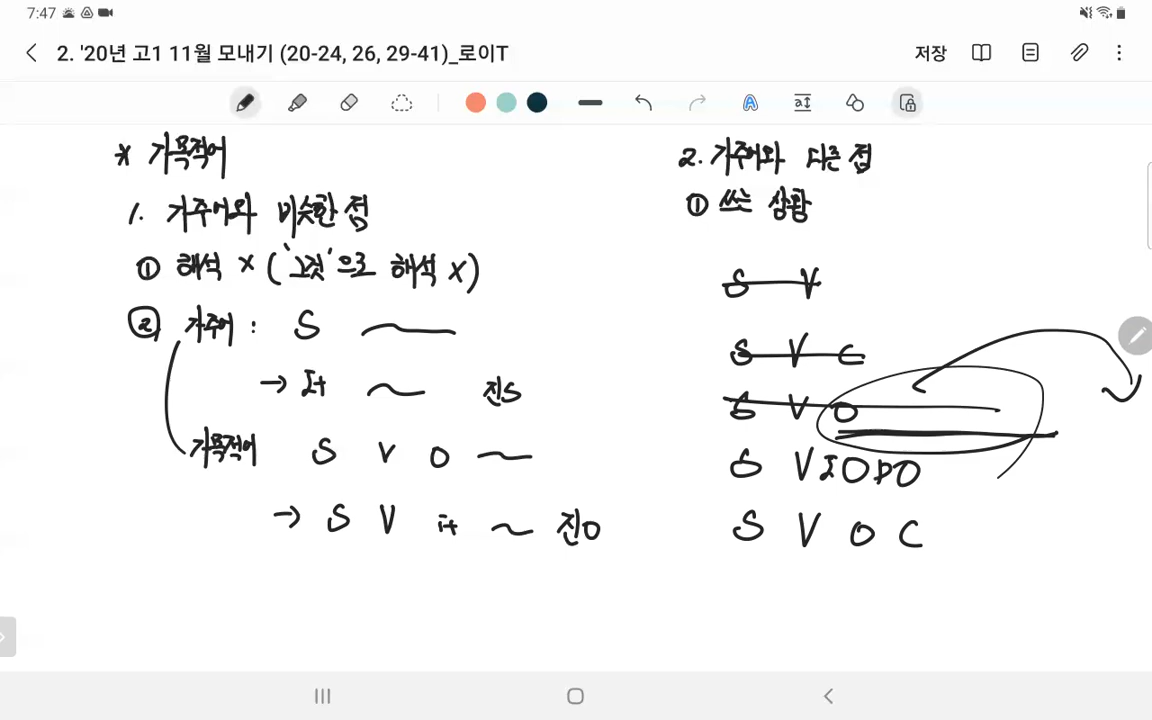 7:47
2. '20년 고1 11월 모내기 (20-24, 26, 29-41)_로이T
저장
* 가목적어
1. 가주어와 비슷한 점
① 해석 X ('그것'으로 해석 X)
② 가주어 : S
→ It 진S
가목적어 S V O
→ S V it 진O
2. 가주어와 다른 점
① 쓰는 상황
S V
S V C
S V O
S V IO DO
S V O C